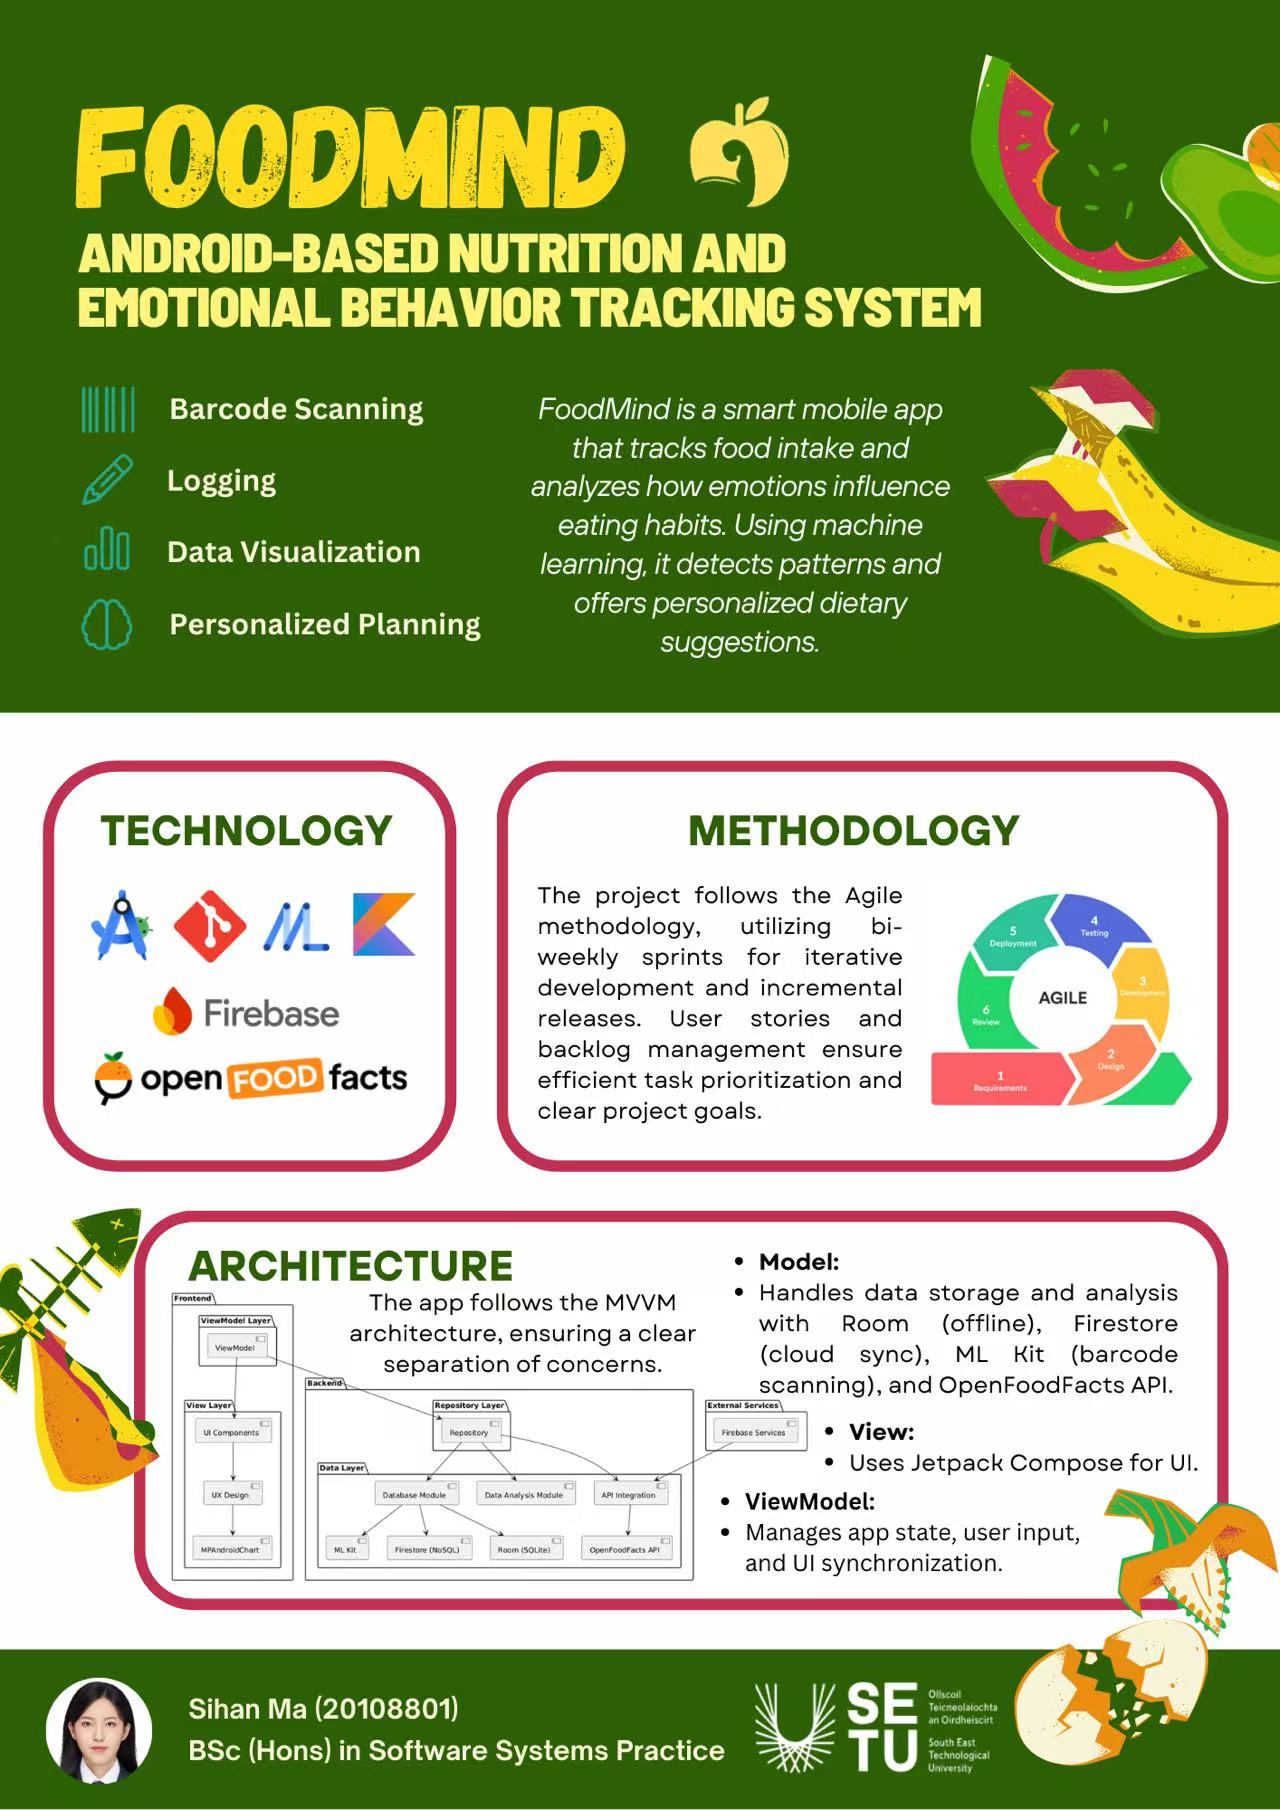 FOODMIND
ANDROID-BASED NUTRITION AND
EMOTIONAL BEHAVIOR TRACKING SYSTEM
Barcode Scanning
Logging
Data Visualization
Personalized Planning
FoodMind is a smart mobile app
that tracks food intake and
analyzes how emotions influence
eating habits. Using machine
learning, it detects patterns and
offers personalized dietary
suggestions.
TECHNOLOGY
Firebase
open FOOD facts
METHODOLOGY
The project follows the Agile
methodology, utilizing bi-
weekly sprints for iterative
development and incremental
releases. User stories and
backlog management ensure
efficient task prioritization and
clear project goals.
AGILE
1
Requirements
2
Design
3
Development
4
Testing
5
Deployment
6
Review
ARCHITECTURE
The app follows the MVVM
architecture, ensuring a clear
separation of concerns.
Frontend
ViewModel Layer
ViewModel
View Layer
UI Components
UX Design
MPAndroidChart
Backend
Repository Layer
Repository
Data Layer
Database Module
Data Analysis Module
API Integration
ML Kit
Firestore (NoSQL)
Room (SQLite)
OpenFoodFacts API
External Services
Firebase Services
• Model:
• Handles data storage and analysis
with Room (offline), Firestore
(cloud sync), ML Kit (barcode
scanning), and OpenFoodFacts API.
• View:
• Uses Jetpack Compose for UI.
• ViewModel:
• Manages app state, user input,
and UI synchronization.
Sihan Ma (20108801)
BSc (Hons) in Software Systems Practice
SE
TU
Ollscoil
Teicneolaíochta
an Oirdheiscirt
South East
Technological
University